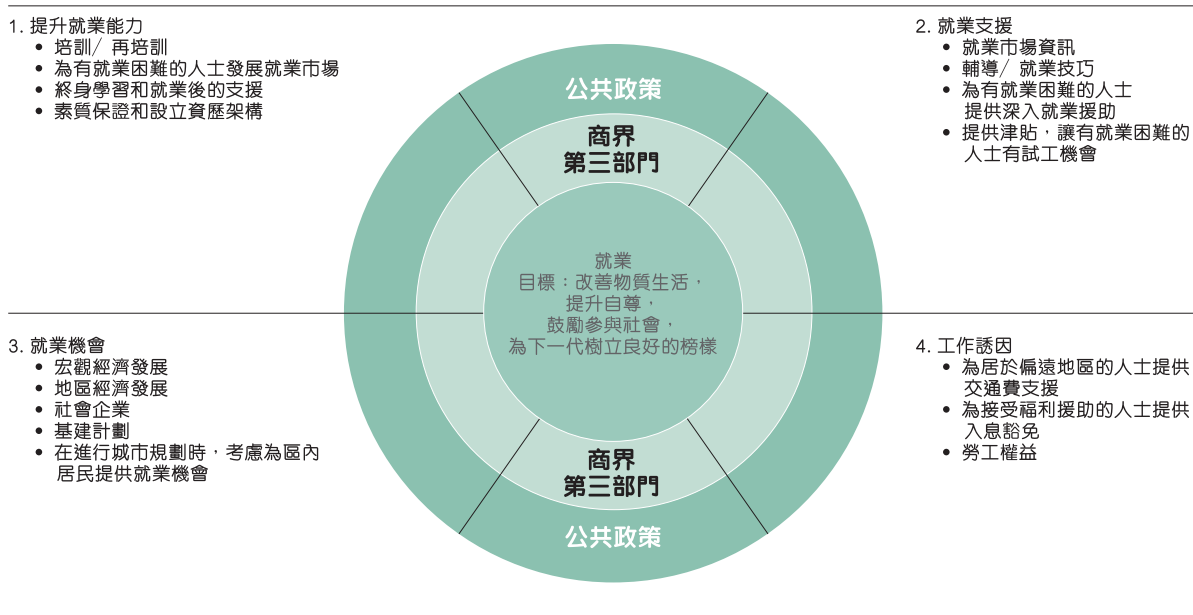 1. 提升就業能力
• 培訓/ 再培訓
• 為有就業困難的人士發展就業市場
• 終身學習和就業後的支援
• 素質保證和設立資歷架構
2. 就業支援
• 就業市場資訊
• 輔導/ 就業技巧
• 為有就業困難的人士
提供深入就業援助
• 提供津貼，讓有就業困難的
人士有試工機會
公共政策
商界
第三部門
就業
目標：改善物質生活，
提升自尊，
鼓勵參與社會，
為下一代樹立良好的榜樣
商界
第三部門
公共政策
3. 就業機會
• 宏觀經濟發展
• 地區經濟發展
• 社會企業
• 基建計劃
• 在進行城市規劃時，考慮為區內
居民提供就業機會
4. 工作誘因
• 為居於偏遠地區的人士提供
交通費支援
• 為接受福利援助的人士提供
入息豁免
• 勞工權益